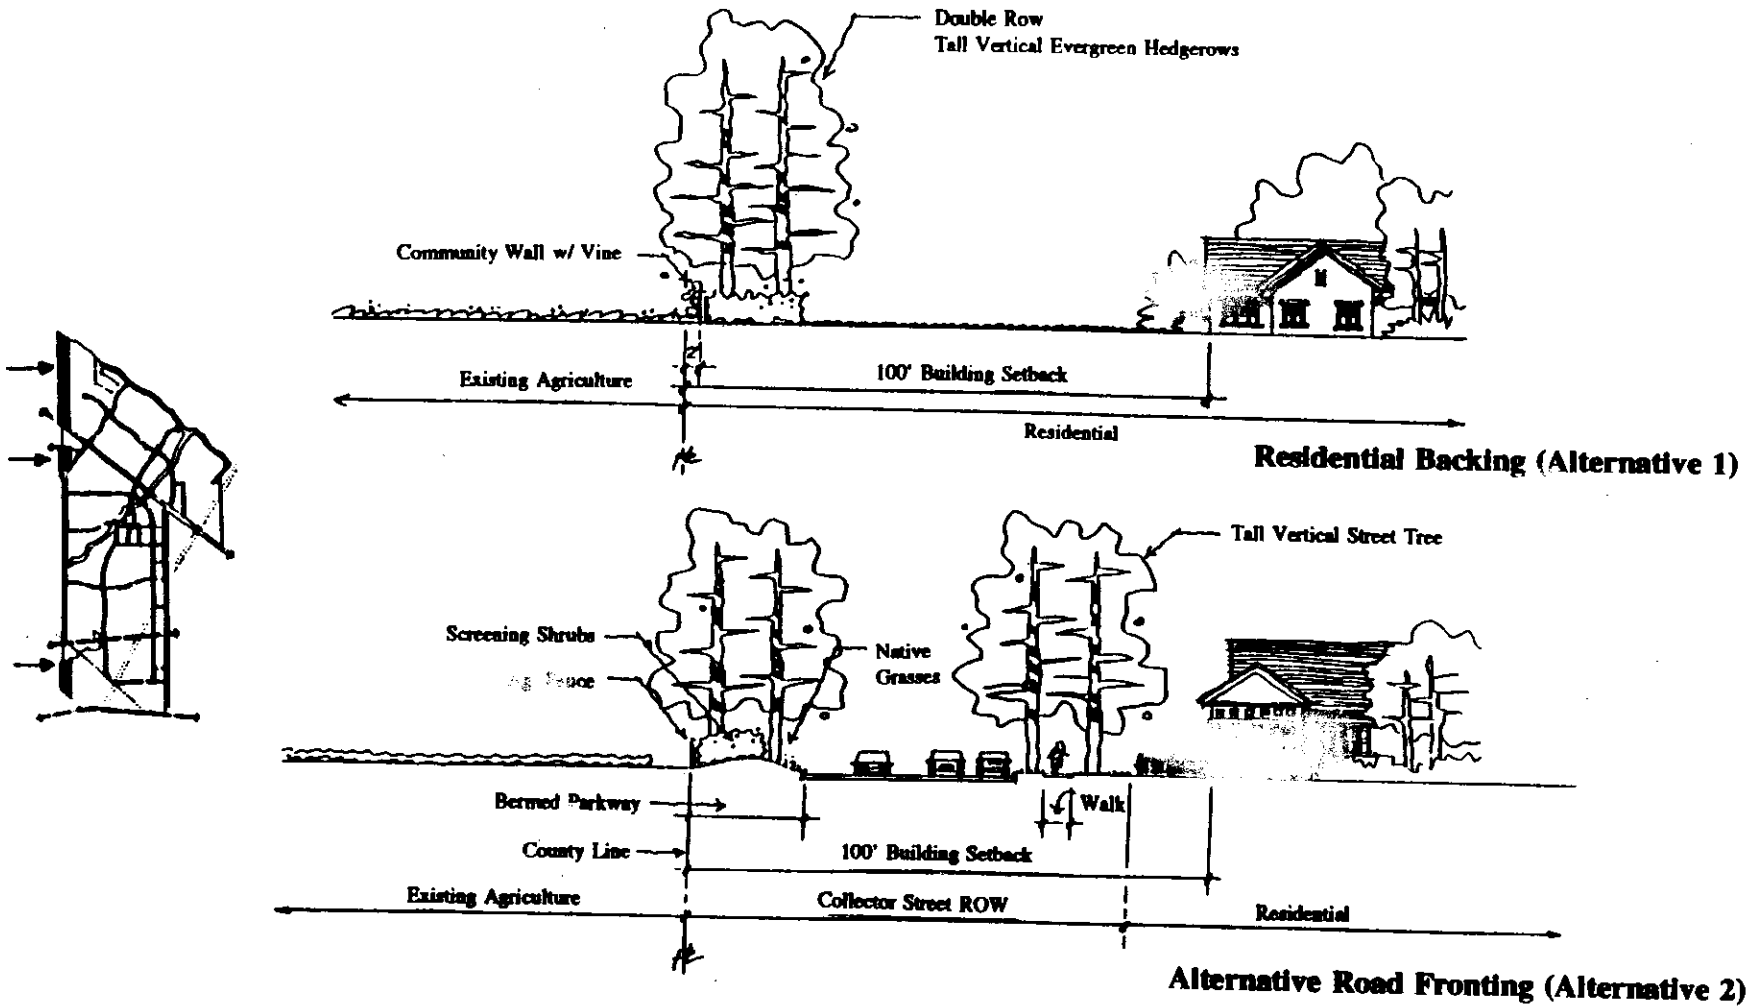 Double Row
Tall Vertical Evergreen Hedgerows
Community Wall w/ Vine
2'
Existing Agriculture
100' Building Setback
Residential
Residential Backing (Alternative 1)
Tall Vertical Street Tree
Screening Shrubs
Native
Grasses
Fence
Bermed Parkway
Walk
County Line
100' Building Setback
Existing Agriculture
Collector Street ROW
Residential
Alternative Road Fronting (Alternative 2)